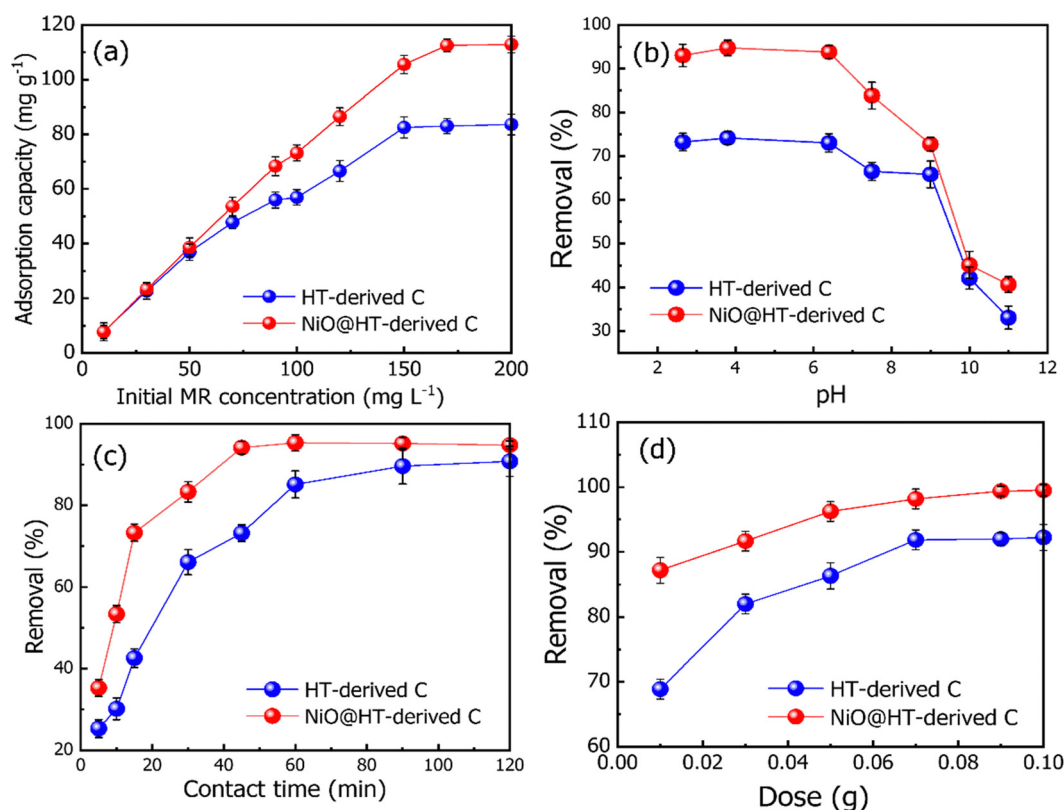 (a)
Adsorption capacity (mg g⁻¹)
120
100
80
60
40
20
0
HT-derived C
NiO@HT-derived C
0 50 100 150 200
Initial MR concentration (mg L⁻¹)
(b)
Removal (%)
100
90
80
70
60
50
40
30
HT-derived C
NiO@HT-derived C
2 4 6 8 10 12
pH
(c)
Removal (%)
100
80
60
40
20
HT-derived C
NiO@HT-derived C
0 20 40 60 80 100 120
Contact time (min)
(d)
Removal (%)
110
100
90
80
70
60
HT-derived C
NiO@HT-derived C
0.00 0.02 0.04 0.06 0.08 0.10
Dose (g)